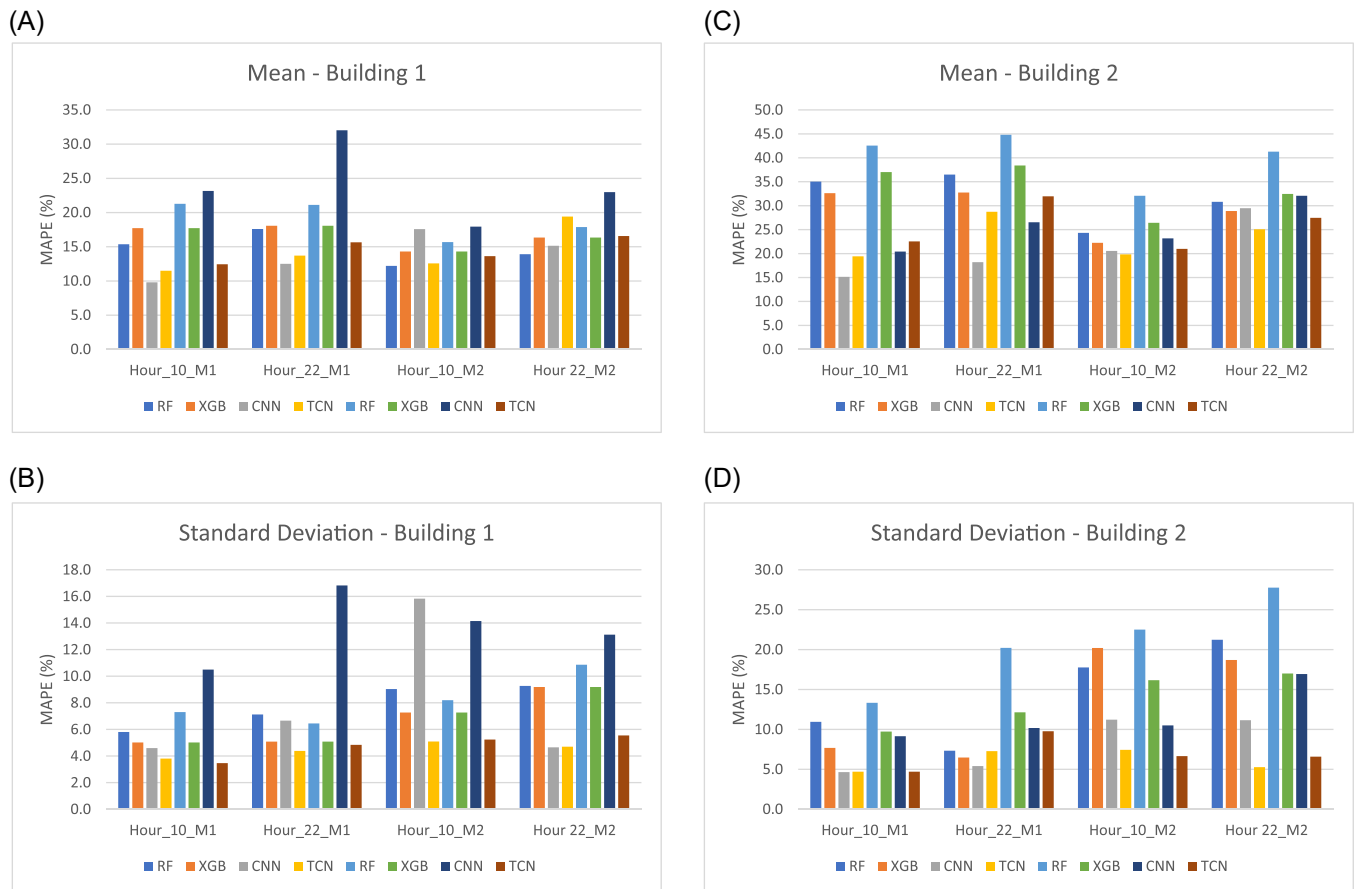 (A)
Mean - Building 1
35.0
30.0
25.0
20.0
15.0
10.0
5.0
0.0
MAPE (%)
Hour_10_M1 Hour_22_M1 Hour_10_M2 Hour 22_M2
RF XGB CNN TCN RF XGB CNN TCN
(C)
Mean - Building 2
50.0
45.0
40.0
35.0
30.0
25.0
20.0
15.0
10.0
5.0
0.0
MAPE (%)
Hour_10_M1 Hour_22_M1 Hour_10_M2 Hour 22_M2
RF XGB CNN TCN RF XGB CNN TCN
(B)
Standard Deviation - Building 1
18.0
16.0
14.0
12.0
10.0
8.0
6.0
4.0
2.0
0.0
MAPE (%)
Hour_10_M1 Hour_22_M1 Hour_10_M2 Hour 22_M2
RF XGB CNN TCN RF XGB CNN TCN
(D)
Standard Deviation - Building 2
30.0
25.0
20.0
15.0
10.0
5.0
0.0
MAPE (%)
Hour_10_M1 Hour_22_M1 Hour_10_M2 Hour 22_M2
RF XGB CNN TCN RF XGB CNN TCN